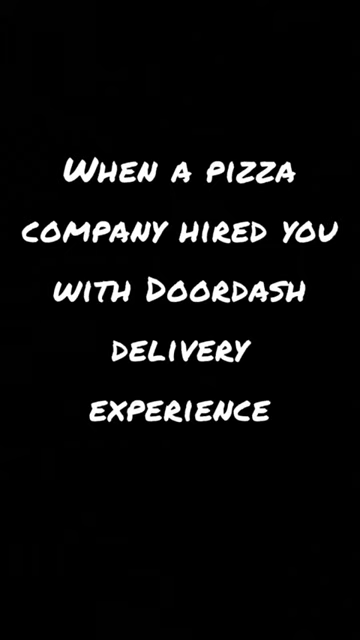 When a pizza
company hired you
with Doordash
delivery
experience